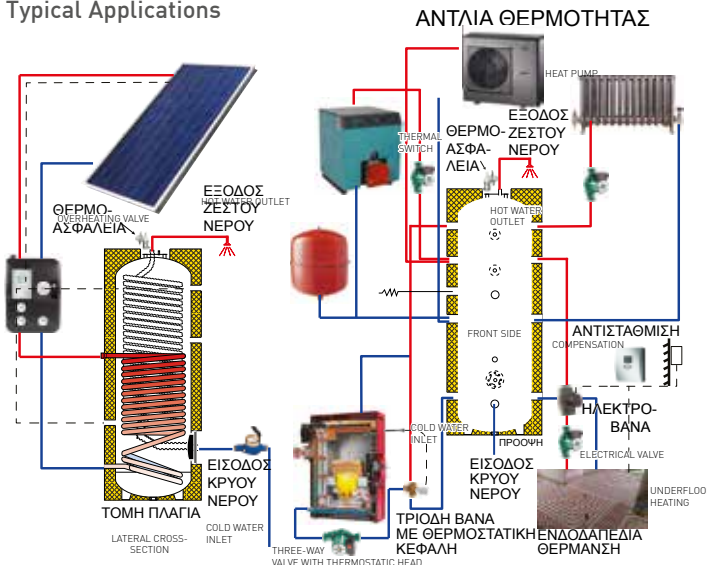 Typical Applications
ΑΝΤΛΙΑ ΘΕΡΜΟΤΗΤΑΣ
HEAT PUMP
THERMAL
SWITCH
ΘΕΡΜΟ-
ΑΣΦΑ-
ΛΕΙΑ
ΕΞΟΔΟΣ
ΖΕΣΤΟΥ
ΝΕΡΟΥ
HOT WATER
OUTLET
ΘΕΡΜΟ-
ΑΣΦΑΛΕΙΑ
OVERHEATING VALVE
ΕΞΟΔΟΣ
ΖΕΣΤΟΥ
ΝΕΡΟΥ
HOT WATER OUTLET
FRONT SIDE
ΑΝΤΙΣΤΑΘΜΙΣΗ
COMPENSATION
ΗΛΕΚΤΡΟ-
ΒΑΝΑ
ELECTRICAL VALVE
COLD WATER
INLET
ΠΡΟΟΨΗ
ΕΙΣΟΔΟΣ
ΚΡΥΟΥ
ΝΕΡΟΥ
ΕΙΣΟΔΟΣ
ΚΡΥΟΥ
ΝΕΡΟΥ
COLD WATER
INLET
ΤΟΜΗ ΠΛΑΓΙΑ
LATERAL CROSS-
SECTION
ΤΡΙΟΔΗ ΒΑΝΑ
ΜΕ ΘΕΡΜΟΣΤΑΤΙΚΗ
ΚΕΦΑΛΗ
THREE-WAY
VALVE WITH THERMOSTATIC HEAD
ΕΝΔΟΔΑΠΕΔΙΑ
ΘΕΡΜΑΝΣΗ
UNDERFLOO
HEATING